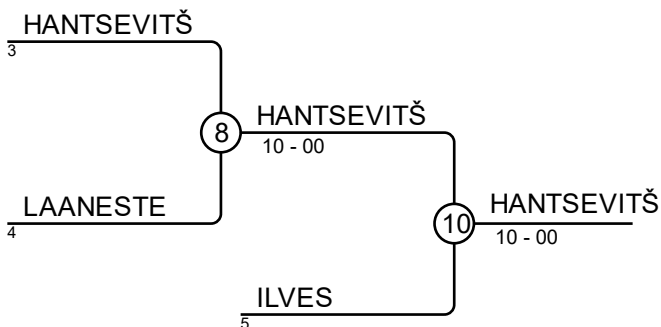 HANTSEVITŠ
3
8
HANTSEVITŠ
10 - 00
LAANESTE
4
10
HANTSEVITŠ
10 - 00
ILVES
5